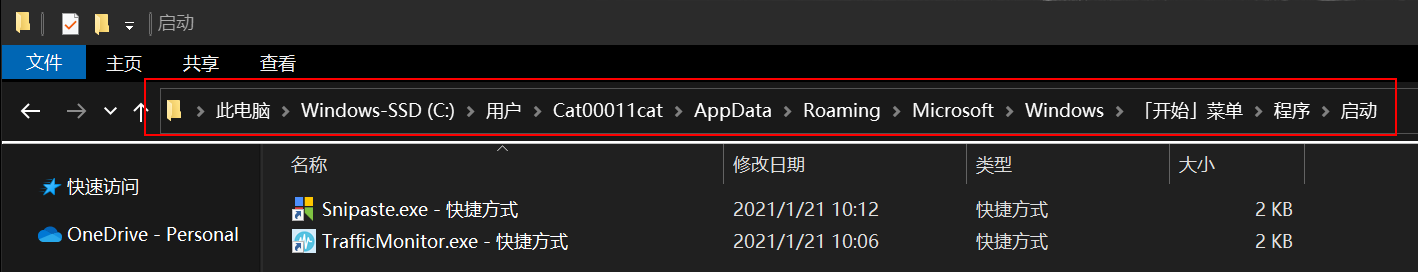 启动
文件 主页 共享 查看
此电脑 Windows-SSD (C:) 用户 Cat00011cat AppData Roaming Microsoft Windows 「开始」菜单 程序 启动
名称 修改日期 类型 大小
快速访问
Snipaste.exe - 快捷方式 2021/1/21 10:12 快捷方式 2 KB
OneDrive - Personal
TrafficMonitor.exe - 快捷方式 2021/1/21 10:06 快捷方式 2 KB